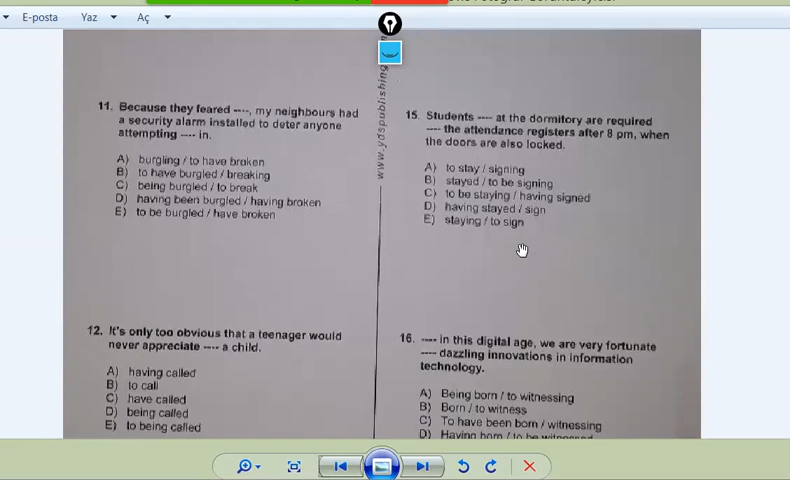 E-posta Yaz Aç
11. Because they feared ----, my neighbours had
a security alarm installed to deter anyone
attempting ---- in.
A) burgling / to have broken
B) to have burgled / breaking
C) being burgled / to break
D) having been burgled / having broken
E) to be burgled / have broken
12. It's only too obvious that a teenager would
never appreciate ---- a child.
A) having called
B) to call
C) have called
D) being called
E) to being called
www.ydspublishing
15. Students ---- at the dormitory are required
---- the attendance registers after 8 pm, when
the doors are also locked.
A) to stay / signing
B) stayed / to be signing
C) to be staying / having signed
D) having stayed / sign
E) staying / to sign
16. ---- in this digital age, we are very fortunate
---- dazzling innovations in information
technology.
A) Being born / to witnessing
B) Born / to witness
C) To have been born / witnessing
D) Having born / to be witnessed